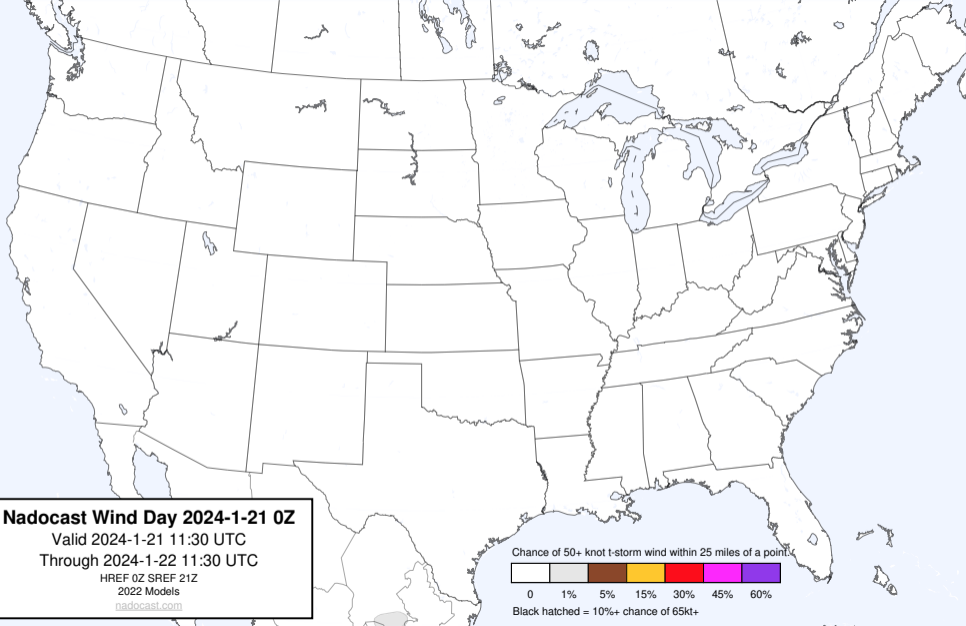 Nadocast Wind Day 2024-1-21 0Z
Valid 2024-1-21 11:30 UTC
Through 2024-1-22 11:30 UTC
HREF 0Z SREF 21Z
2022 Models
nadocast.com
Chance of 50+ knot t-storm wind within 25 miles of a point.
0 1% 5% 15% 30% 45% 60%
Black hatched = 10%+ chance of 65kt+